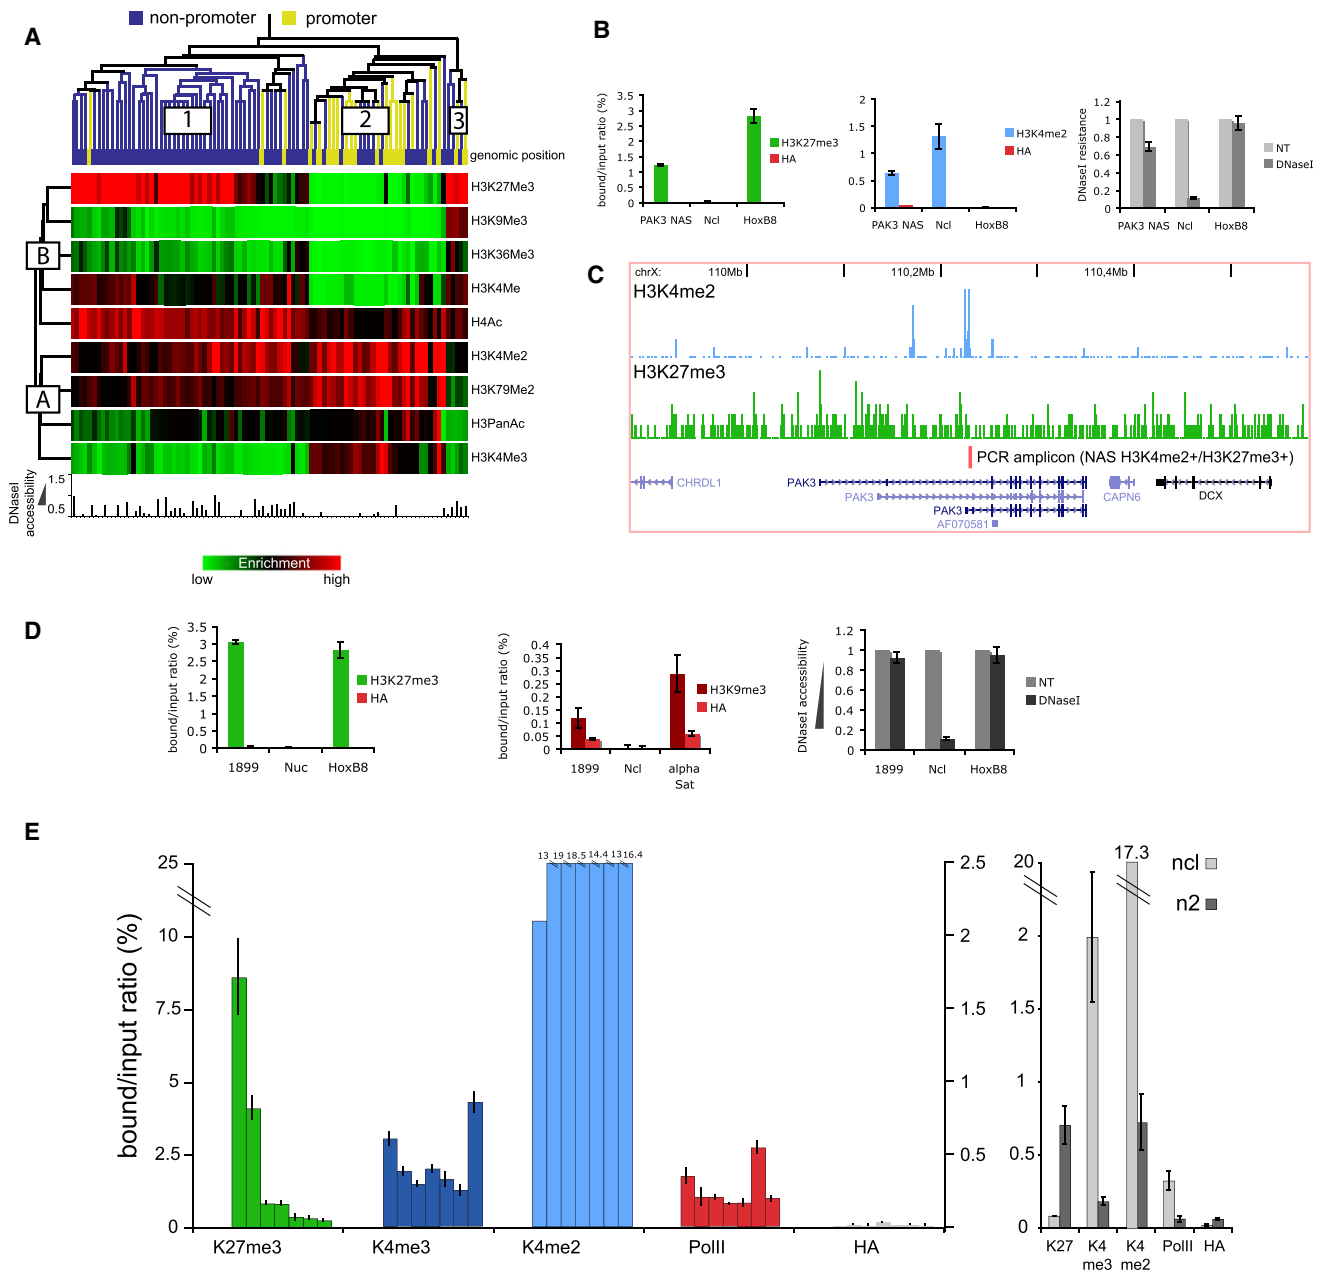 A
non-promoter
promoter
1
2
3
genomic position
H3K27Me3
H3K9Me3
B
H3K36Me3
H3K4Me
H4Ac
H3K4Me2
A
H3K79Me2
H3PanAc
H3K4Me3
DNaseI accessibility
1.5
0.5
Enrichment
low
high
B
bound/input ratio (%)
3.5
3
2.5
2
1.5
1
0.5
0
PAK3 NAS
Ncl
HoxB8
H3K27me3
HA
2
1.5
1
0.5
0
PAK3 NAS
Ncl
HoxB8
H3K4me2
HA
DNaseI resistance
1.2
1
0.8
0.6
0.4
0.2
0
PAK3 NAS
Ncl
HoxB8
NT
DNaseI
C
chrX:
110Mb
110,2Mb
110,4Mb
H3K4me2
H3K27me3
PCR amplicon (NAS H3K4me2+/H3K27me3+)
CHRDL1
PAK3
PAK3
PAK3
AF070581
CAPN6
DCX
D
bound/input ratio (%)
3.5
3
2.5
2
1.5
1
0.5
0
1899
Nuc
HoxB8
H3K27me3
HA
bound/input ratio (%)
0.4
0.35
0.3
0.25
0.2
0.15
0.1
0.05
0
1899
Ncl
alpha
Sat
H3K9me3
HA
DNaseI accessibility
1.2
1
0.8
0.6
0.4
0.2
0
1899
Ncl
HoxB8
NT
DNaseI
E
bound/input ratio (%)
25
10
7.5
5
2.5
0
13 19 18.5 14.4 13 16.4
2.5
2
1.5
1
0.5
K27me3
K4me3
K4me2
PolII
HA
20
2
1.5
1
0.5
0
17.3
ncl
n2
K27
K4
me3
K4
me2
PolII
HA